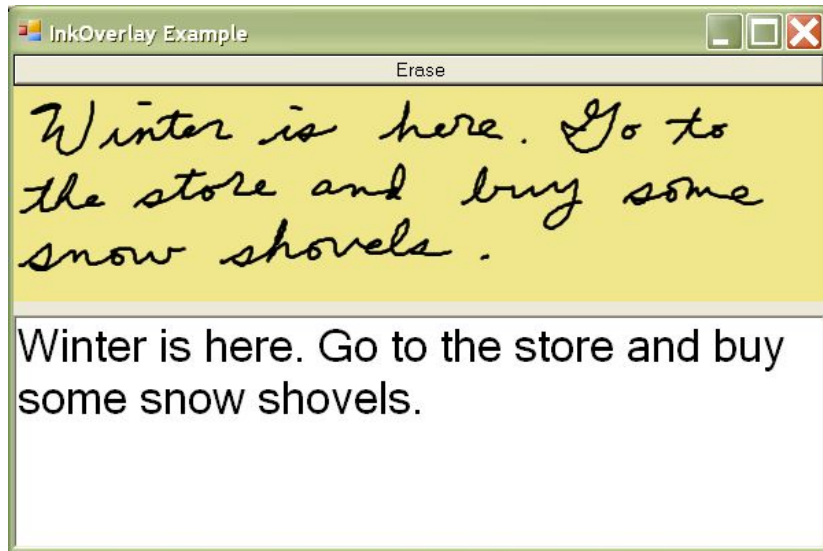 InkOverlay Example
Erase
Winter is here. Go to
the store and buy some
snow shovels.
Winter is here. Go to the store and buy
some snow shovels.